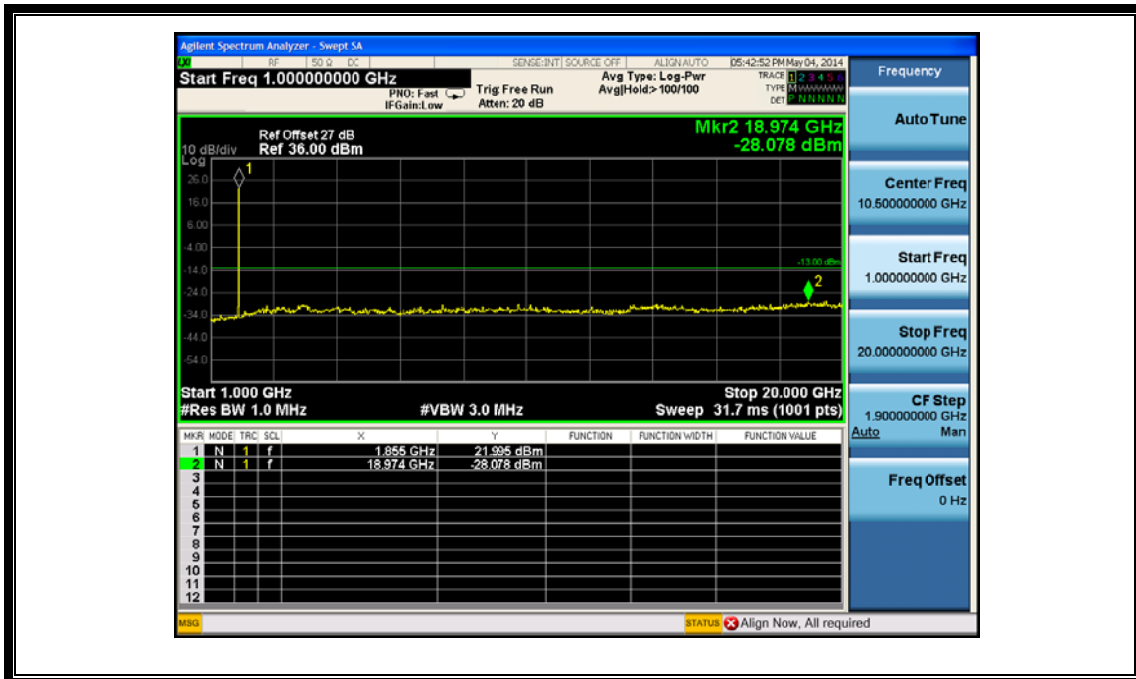 Agilent Spectrum Analyzer - Swept SA
LXI RF 50 Ω DC SENSE:INT SOURCE OFF ALIGNAUTO 05:42:52 PM May 04, 2014
Start Freq 1.000000000 GHz
PNO: Fast
IFGain:Low
Trig Free Run
Atten: 20 dB
Avg Type: Log-Pwr
Avg|Hold:> 100/100
TRACE 1 2 3 4 5 6
TYPE MWWWWW
DET P N N N N N
Ref Offset 27 dB
Ref 36.00 dBm
10 dB/div
Log
Mkr2 18.974 GHz
-28.078 dBm
26.0
16.0
6.00
-4.00
-14.0
-24.0
-34.0
-44.0
-54.0
1
-13.00 dBm
2
Start 1.000 GHz
#Res BW 1.0 MHz
#VBW 3.0 MHz
Stop 20.000 GHz
Sweep 31.7 ms (1001 pts)
MKR MODE TRC SCL X Y FUNCTION FUNCTION WIDTH FUNCTION VALUE
1 N 1 f 1.855 GHz 21.995 dBm
2 N 1 f 18.974 GHz -28.078 dBm
3
4
5
6
7
8
9
10
11
12
MSG
STATUS Align Now, All required
Frequency
Auto Tune
Center Freq
10.500000000 GHz
Start Freq
1.000000000 GHz
Stop Freq
20.000000000 GHz
CF Step
1.900000000 GHz
Auto Man
Freq Offset
0 Hz